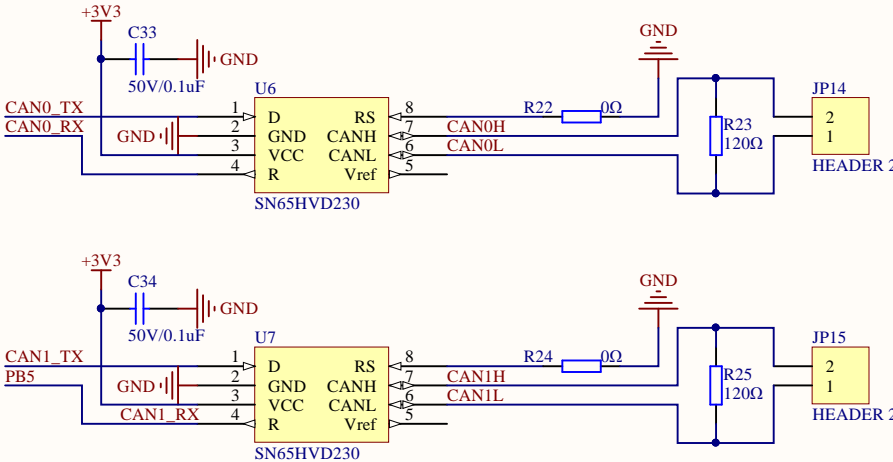 +3V3
C33
GND
50V/0.1uF
CAN0_TX
CAN0_RX
GND
U6
1 D RS 8
2 GND CANH 7
3 VCC CANL 6
4 R Vref 5
SN65HVD230
CAN0H
CAN0L
R22 0Ω
GND
R23
120Ω
JP14
2
1
HEADER 2
+3V3
C34
GND
50V/0.1uF
CAN1_TX
PB5
GND
CAN1_RX
U7
1 D RS 8
2 GND CANH 7
3 VCC CANL 6
4 R Vref 5
SN65HVD230
CAN1H
CAN1L
R24 0Ω
GND
R25
120Ω
JP15
2
1
HEADER 2